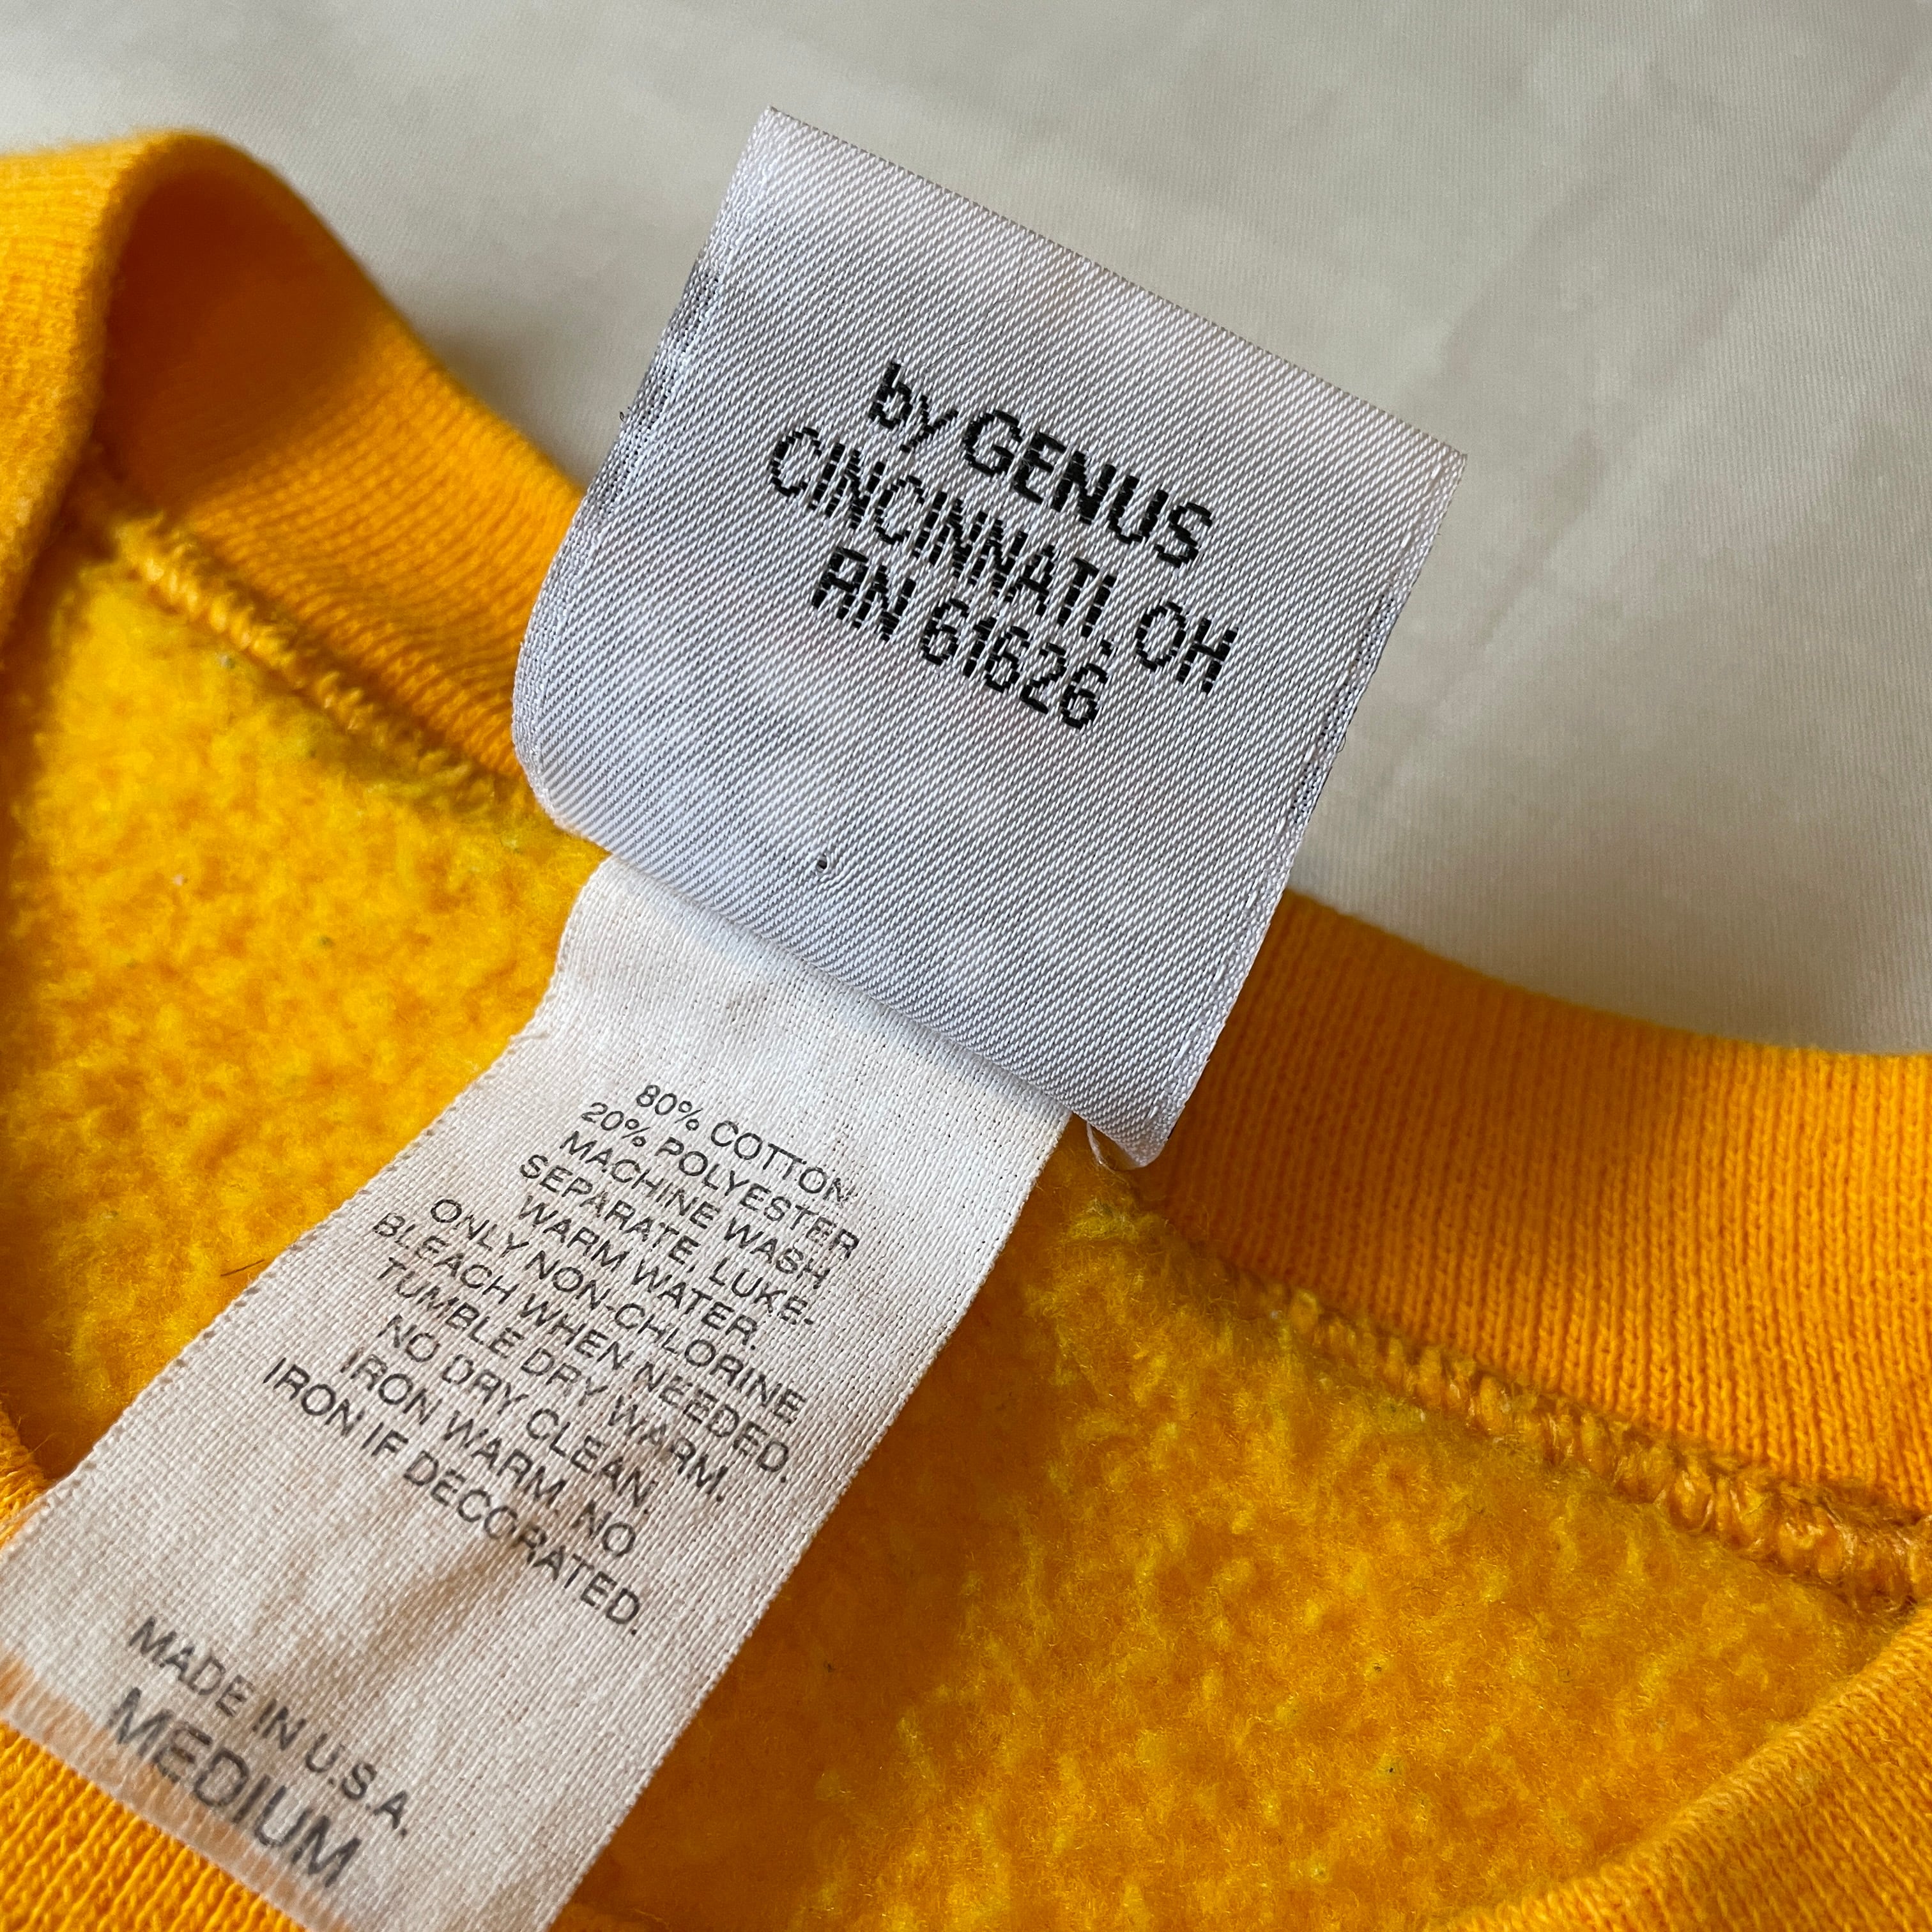 by GENUS
CINCINNATI, OH
RN 61626
80% COTTON
20% POLYESTER
MACHINE WASH
SEPARATE, LUKE-
WARM WATER.
ONLY NON-CHLORINE
BLEACH WHEN NEEDED.
TUMBLE DRY WARM.
NO DRY CLEAN.
IRON WARM. NO
IRON IF DECORATED.
MADE IN U.S.A.
MEDIUM